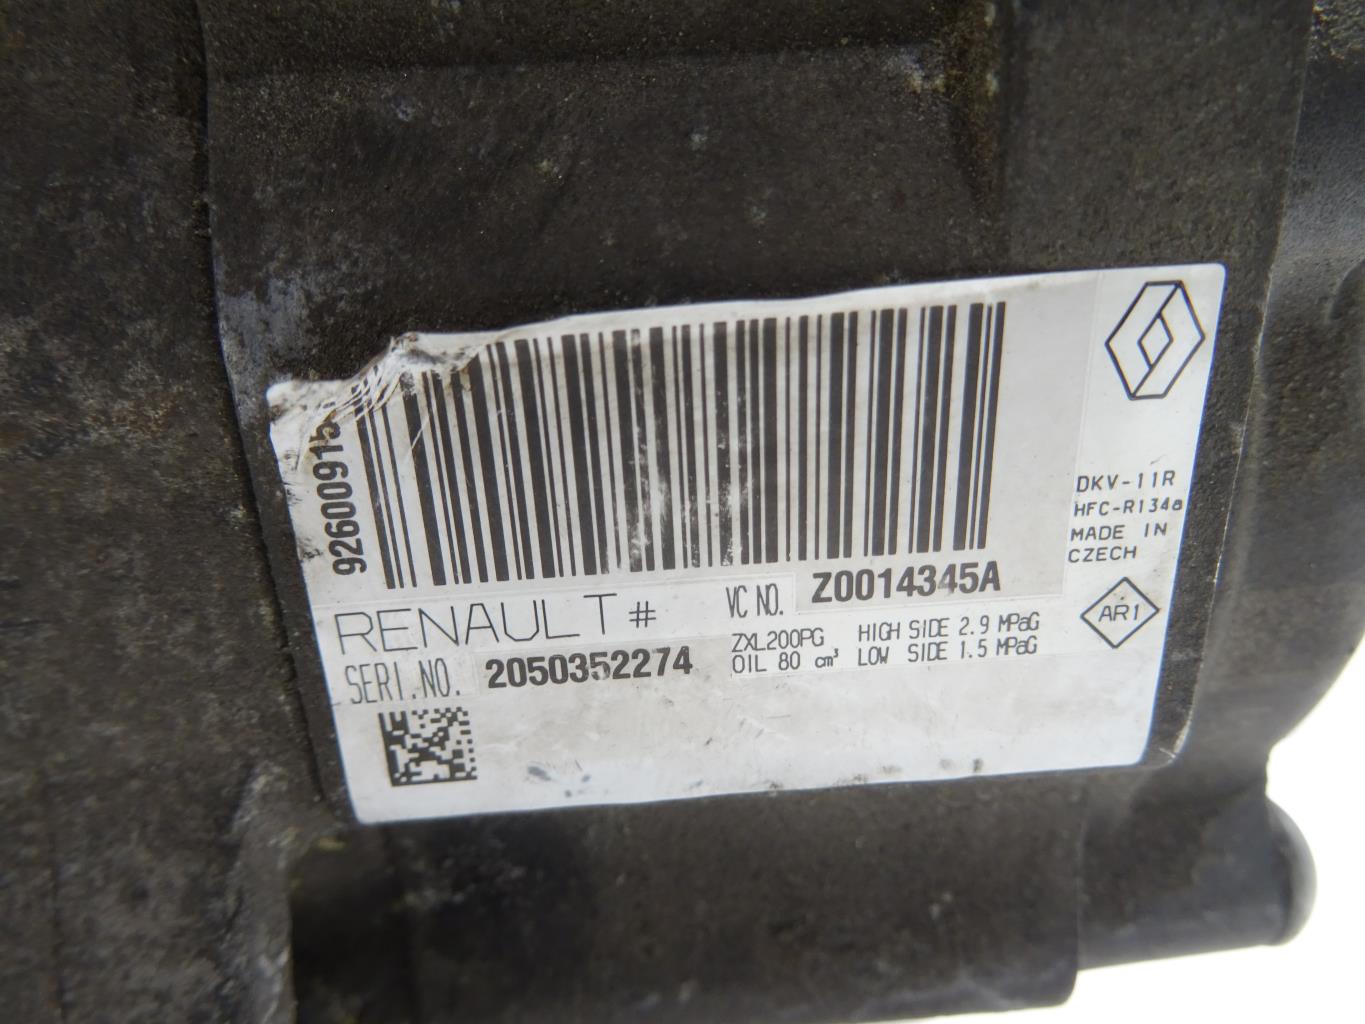 92600915
RENAULT #
VC NO. Z0014345A
SERI.NO. 2050352274
ZXL200PG
OIL 80 cm³
HIGH SIDE 2.9 MPaG
LOW SIDE 1.5 MPaG
DKV-11R
HFC-R134a
MADE IN
CZECH
AR1